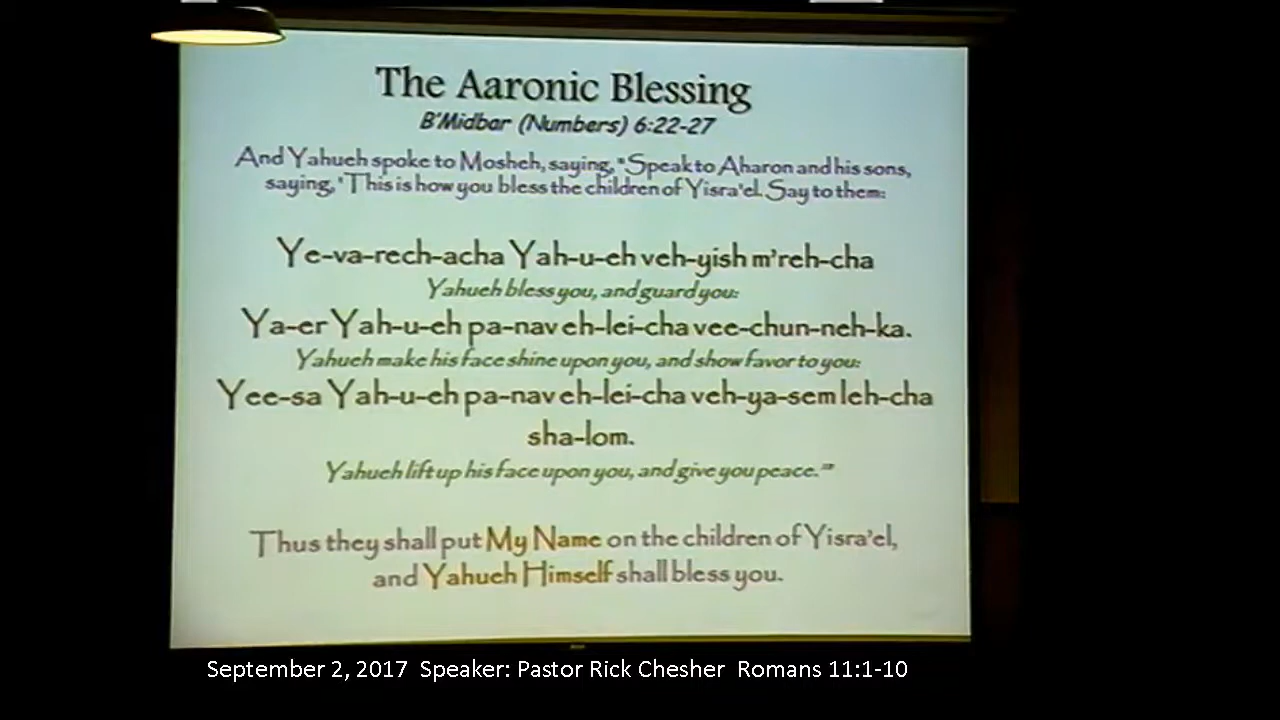 The Aaronic Blessing
B'Midbar (Numbers) 6:22-27
And Yahueh spoke to Mosheh, saying, "Speak to Aharon and his sons,
saying, 'This is how you bless the children of Yisra'el. Say to them:
Ye-va-rech-acha Yah-u-eh veh-yish m'reh-cha
Yahueh bless you, and guard you:
Ya-er Yah-u-eh pa-nav eh-lei-cha vee-chun-neh-ka.
Yahueh make his face shine upon you, and show favor to you:
Yee-sa Yah-u-eh pa-nav eh-lei-cha veh-ya-sem leh-cha
sha-lom.
Yahueh lift up his face upon you, and give you peace.'"
Thus they shall put My Name on the children of Yisra'el,
and Yahueh Himself shall bless you.
September 2, 2017 Speaker: Pastor Rick Chesher Romans 11:1-10